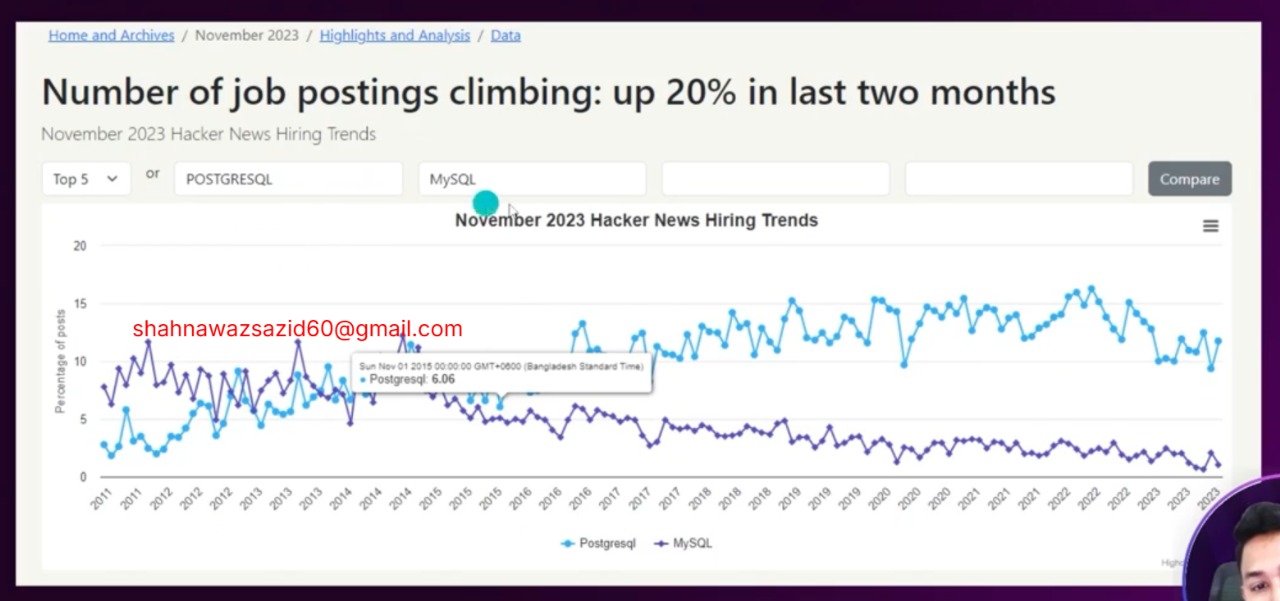 Home and Archives / November 2023 / Highlights and Analysis / Data
Number of job postings climbing: up 20% in last two months
November 2023 Hacker News Hiring Trends
Top 5 or POSTGRESQL MySQL Compare
November 2023 Hacker News Hiring Trends
Percentage of posts
20
15
10
5
0
shahnawazsazid60@gmail.com
Sun Nov 01 2015 00:00:00 GMT+0600 (Bangladesh Standard Time)
Postgresql: 6.06
2011 2011 2012 2012 2012 2013 2013 2013 2014 2014 2014 2015 2015 2015 2016 2016 2016 2017 2017 2017 2018 2018 2018 2019 2019 2019 2020 2020 2020 2021 2021 2021 2022 2022 2022 2023 2023 2023
Postgresql MySQL